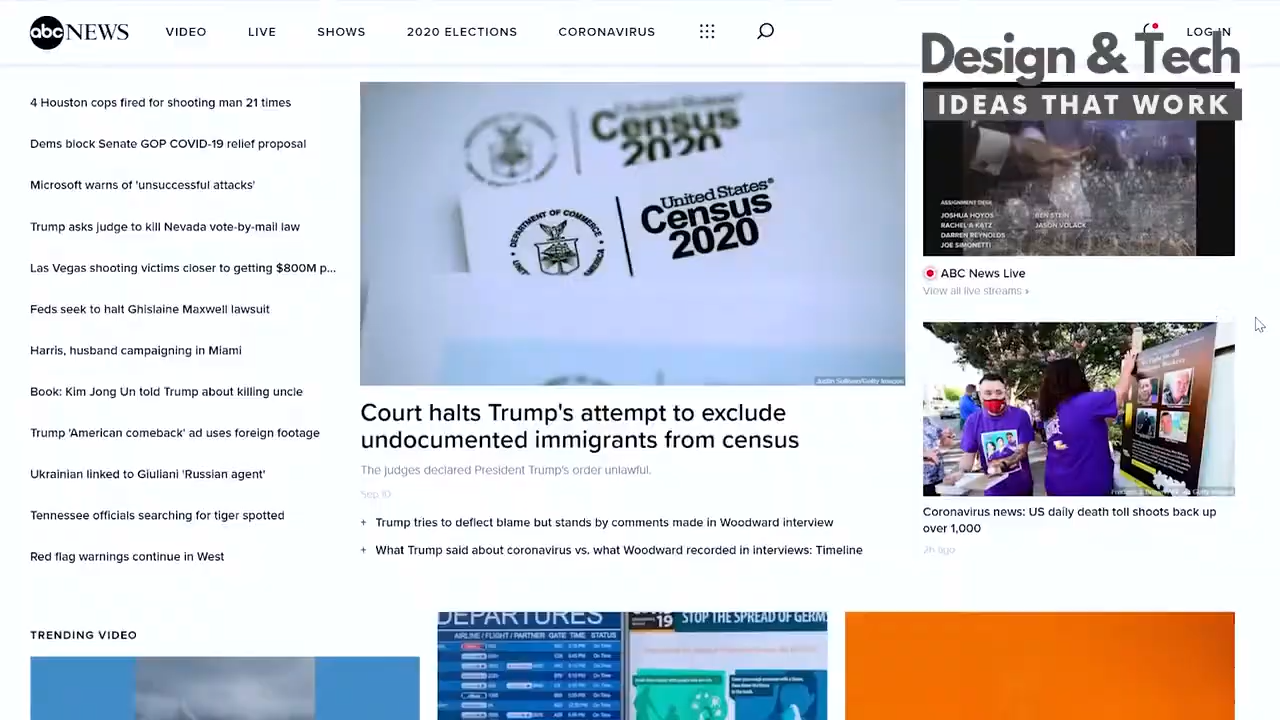 abc NEWS
VIDEO
LIVE
SHOWS
2020 ELECTIONS
CORONAVIRUS
LOG IN
Design & Tech
IDEAS THAT WORK
4 Houston cops fired for shooting man 21 times
Dems block Senate GOP COVID-19 relief proposal
Microsoft warns of 'unsuccessful attacks'
Trump asks judge to kill Nevada vote-by-mail law
Las Vegas shooting victims closer to getting $800M p...
Feds seek to halt Ghislaine Maxwell lawsuit
Harris, husband campaigning in Miami
Book: Kim Jong Un told Trump about killing uncle
Trump 'American comeback' ad uses foreign footage
Ukrainian linked to Giuliani 'Russian agent'
Tennessee officials searching for tiger spotted
Red flag warnings continue in West
United States
Census
2020
United States®
Census
2020
DEPARTMENT OF COMMERCE
Justin Sullivan/Getty Images
Court halts Trump's attempt to exclude
undocumented immigrants from census
The judges declared President Trump's order unlawful.
Sep 10
+ Trump tries to deflect blame but stands by comments made in Woodward interview
+ What Trump said about coronavirus vs. what Woodward recorded in interviews: Timeline
ASSIGNMENT DESK
JOSHUA HOYOS
RACHEL A KATZ
DARREN REYNOLDS
JOE SIMONETTI
BEN STEIN
JASON VOLACK
ABC News Live
View all live streams »
Coronavirus news: US daily death toll shoots back up
over 1,000
2h ago
TRENDING VIDEO
DEPARTURES
AIRLINE / FLIGHT / PARTNER GATE TIME STATUS
19
STOP THE SPREAD OF GERM